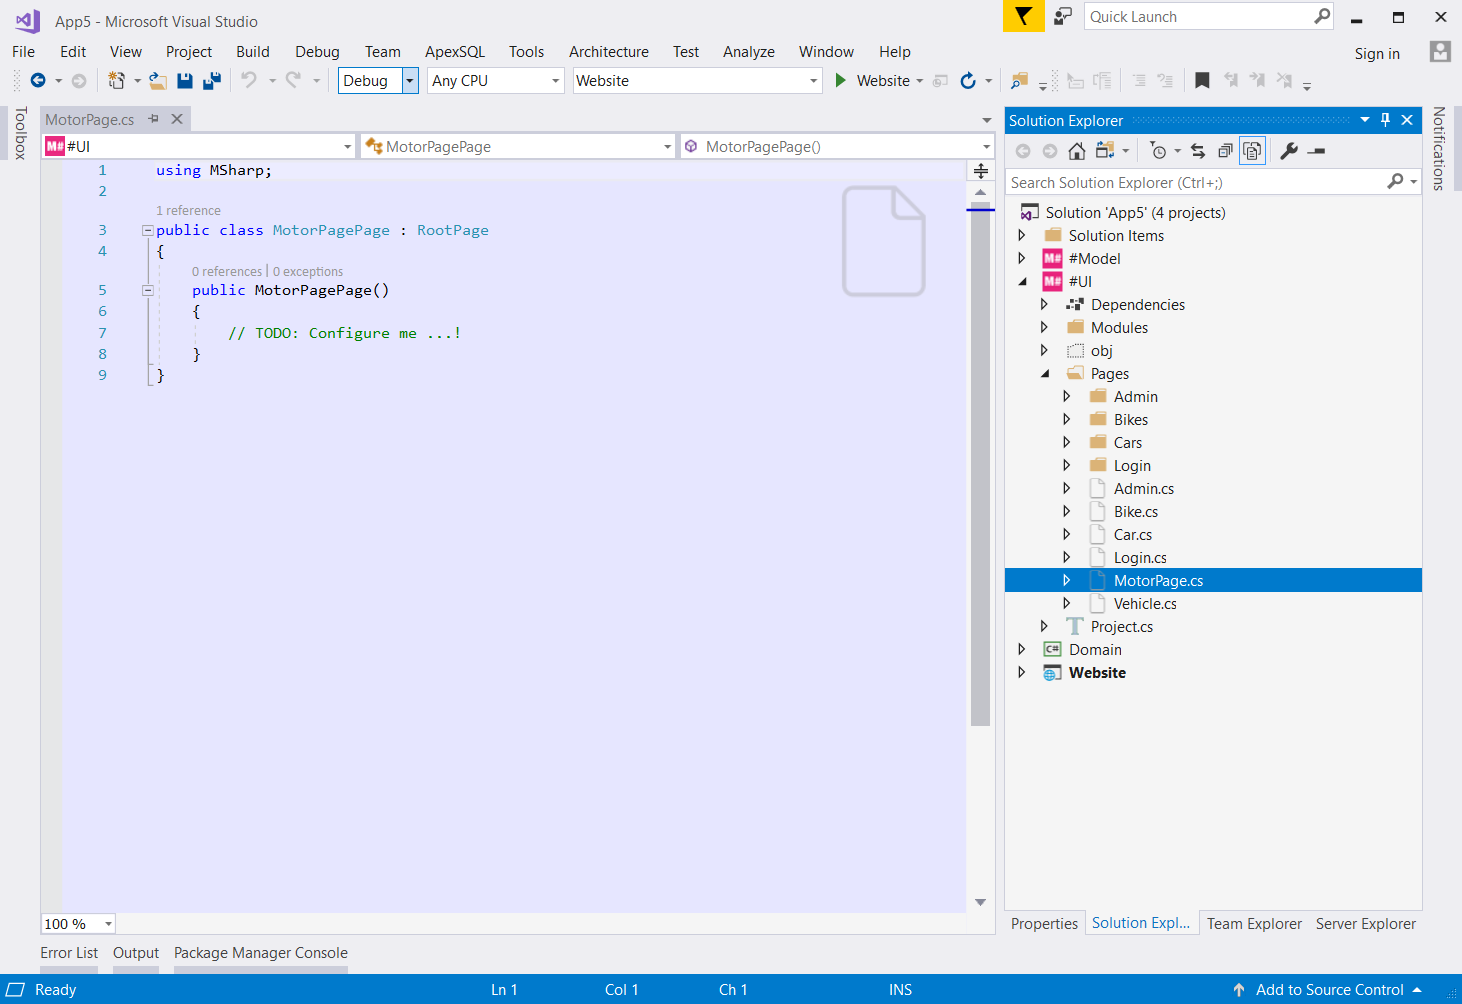 App5 - Microsoft Visual Studio
Quick Launch
File Edit View Project Build Debug Team ApexSQL Tools Architecture Test Analyze Window Help
Sign in
Debug Any CPU Website Website
Toolbox
MotorPage.cs
M# #UI MotorPagePage MotorPagePage()
1 using MSharp;
2
1 reference
3 public class MotorPagePage : RootPage
4 {
0 references | 0 exceptions
5 public MotorPagePage()
6 {
7 // TODO: Configure me ...!
8 }
9 }
100 %
Solution Explorer
Search Solution Explorer (Ctrl+;)
Solution 'App5' (4 projects)
Solution Items
M# #Model
M# #UI
Dependencies
Modules
obj
Pages
Admin
Bikes
Cars
Login
Admin.cs
Bike.cs
Car.cs
Login.cs
MotorPage.cs
Vehicle.cs
T Project.cs
C# Domain
Website
Notifications
Properties Solution Expl... Team Explorer Server Explorer
Error List Output Package Manager Console
Ready Ln 1 Col 1 Ch 1 INS Add to Source Control